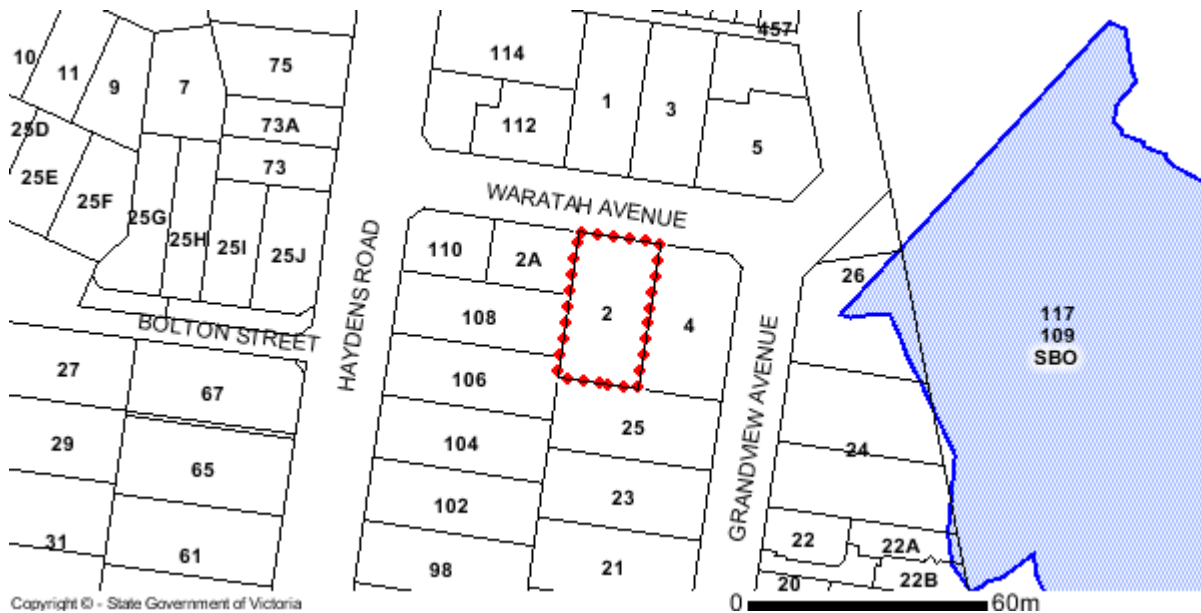 457
10
11
9
7
75
114
1
3
112
5
73A
73
25D
25E
25F
25G
25H
25I
25J
WARATAH AVENUE
HAYDENS ROAD
110
2A
2
4
26
108
117
109
SBO
BOLTON STREET
GRANDVIEW AVENUE
27
67
106
25
29
65
104
24
102
23
31
61
98
21
22
22A
20
22B
Copyright © - State Government of Victoria
0 60m